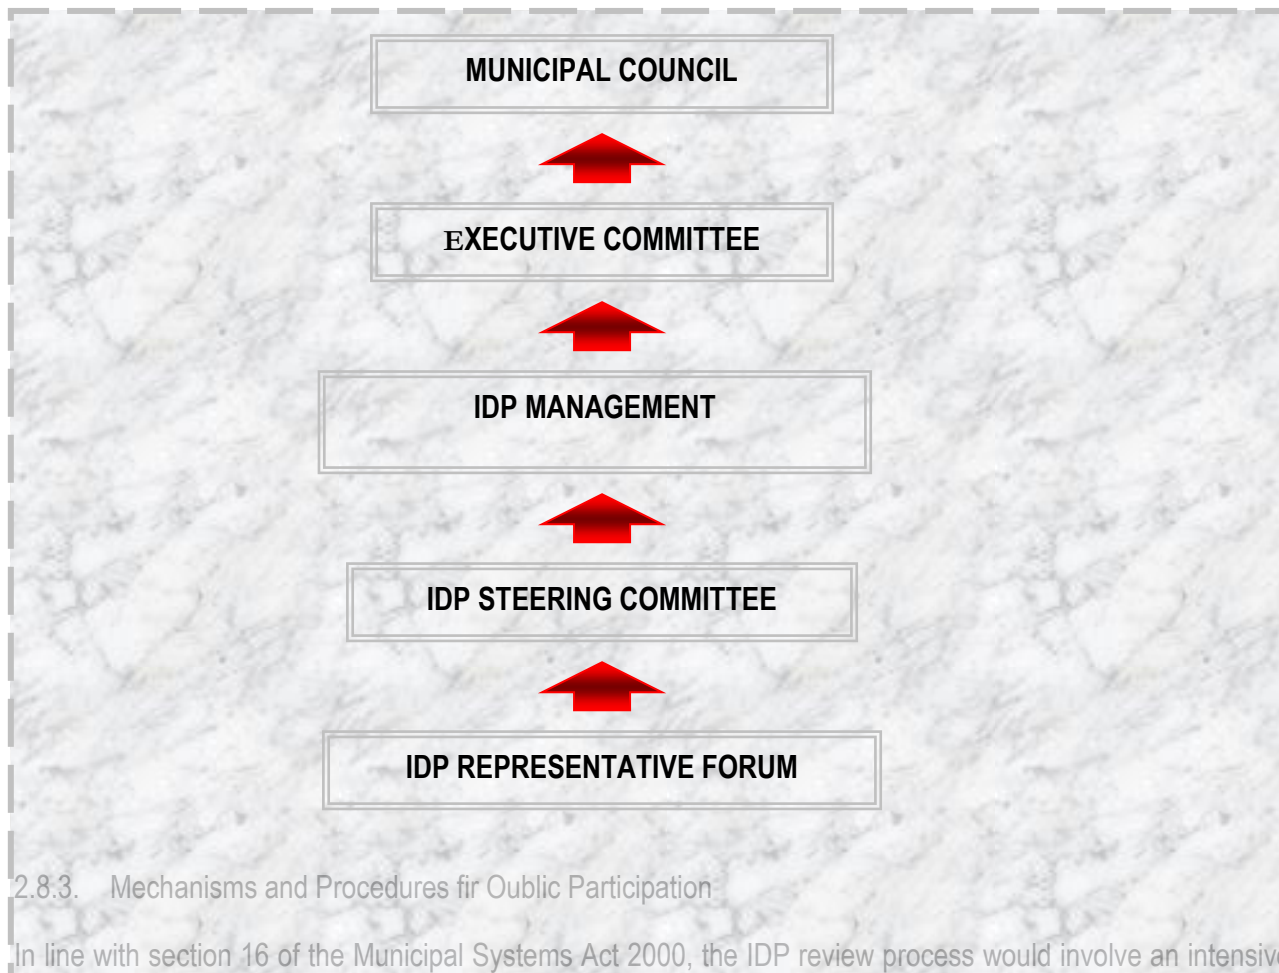 MUNICIPAL COUNCIL
EXECUTIVE COMMITTEE
IDP MANAGEMENT
IDP STEERING COMMITTEE
IDP REPRESENTATIVE FORUM
2.8.3. Mechanisms and Procedures fir Oublic Participation
In line with section 16 of the Municipal Systems Act 2000, the IDP review process would involve an